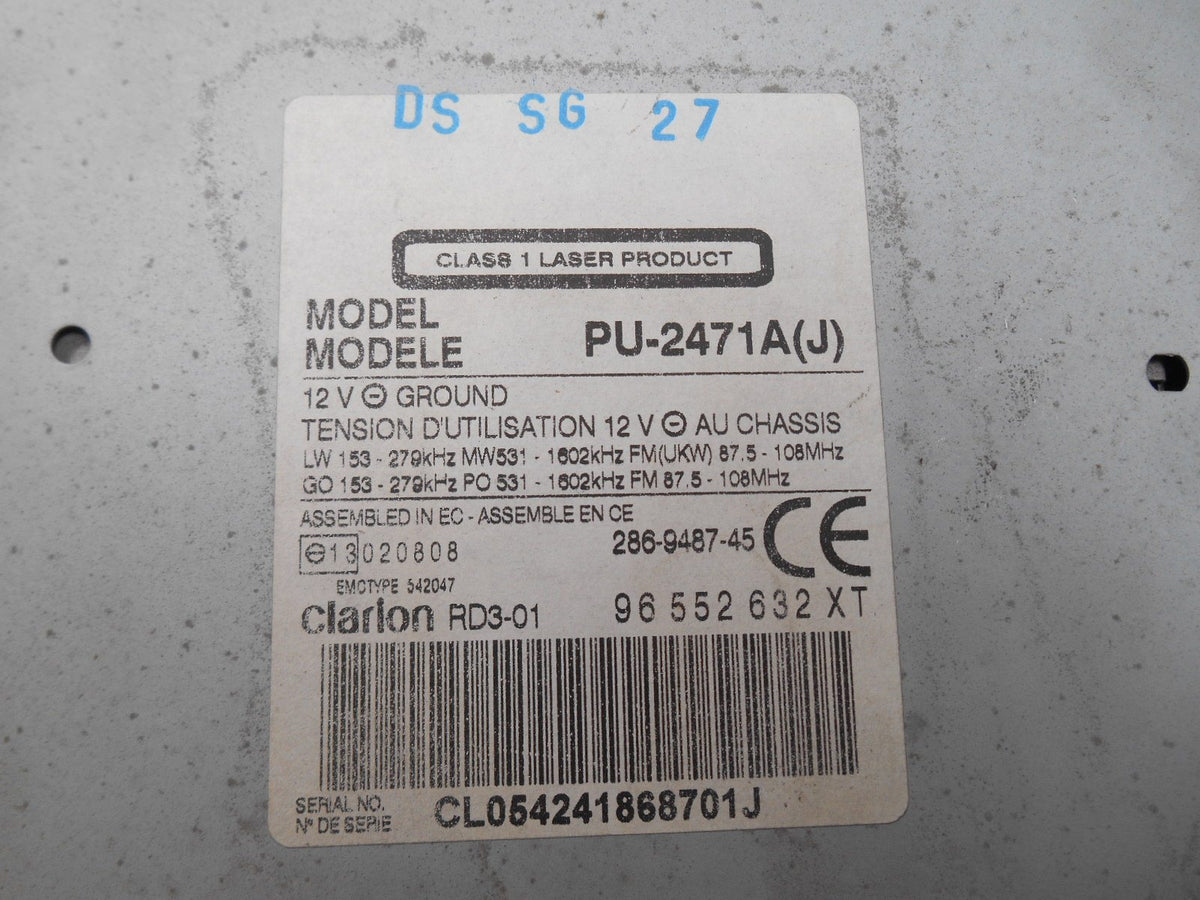 DS SG 27
CLASS 1 LASER PRODUCT
MODEL
MODELE PU-2471A(J)
12 V ⊖ GROUND
TENSION D'UTILISATION 12 V ⊖ AU CHASSIS
LW 153 - 279kHz MW531 - 1602kHz FM(UKW) 87.5 - 108MHz
GO 153 - 279kHz PO 531 - 1602kHz FM 87.5 - 108MHz
ASSEMBLED IN EC - ASSEMBLE EN CE
286-9487-45 CE
⊖13 020808
EMCTYPE 542047
clarion RD3-01 96 552 632 XT
SERIAL NO.
N° DE SERIE CL054241868701J